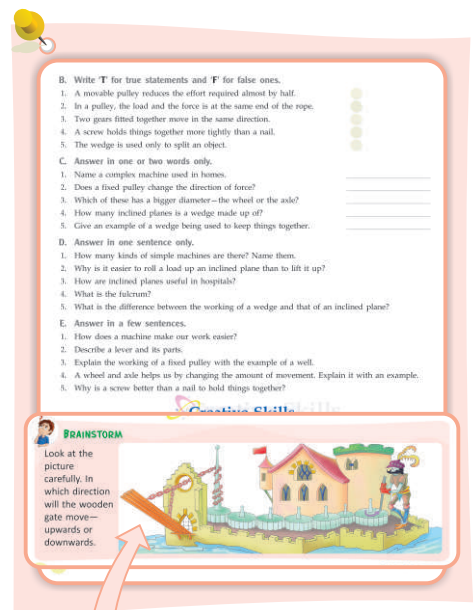 B. Write 'T' for true statements and 'F' for false ones.
1. A movable pulley reduces the effort required almost by half.
2. In a pulley, the load and the force is at the same end of the rope.
3. Two gears fitted together move in the same direction.
4. A screw holds things together more tightly than a nail.
5. The wedge is used only to split an object.
C. Answer in one or two words only.
1. Name a complex machine used in homes.
2. Does a fixed pulley change the direction of force?
3. Which of these has a bigger diameter—the wheel or the axle?
4. How many inclined planes is a wedge made up of?
5. Give an example of a wedge being used to keep things together.
D. Answer in one sentence only.
1. How many kinds of simple machines are there? Name them.
2. Why is it easier to roll a load up an inclined plane than to lift it up?
3. How are inclined planes useful in hospitals?
4. What is the fulcrum?
5. What is the difference between the working of a wedge and that of an inclined plane?
E. Answer in a few sentences.
1. How does a machine make our work easier?
2. Describe a lever and its parts.
3. Explain the working of a fixed pulley with the example of a well.
4. A wheel and axle helps us by changing the amount of movement. Explain it with an example.
5. Why is a screw better than a nail to hold things together?
Creative Skills
BRAINSTORM
Look at the
picture
carefully. In
which direction
will the wooden
gate move—
upwards or
downwards.